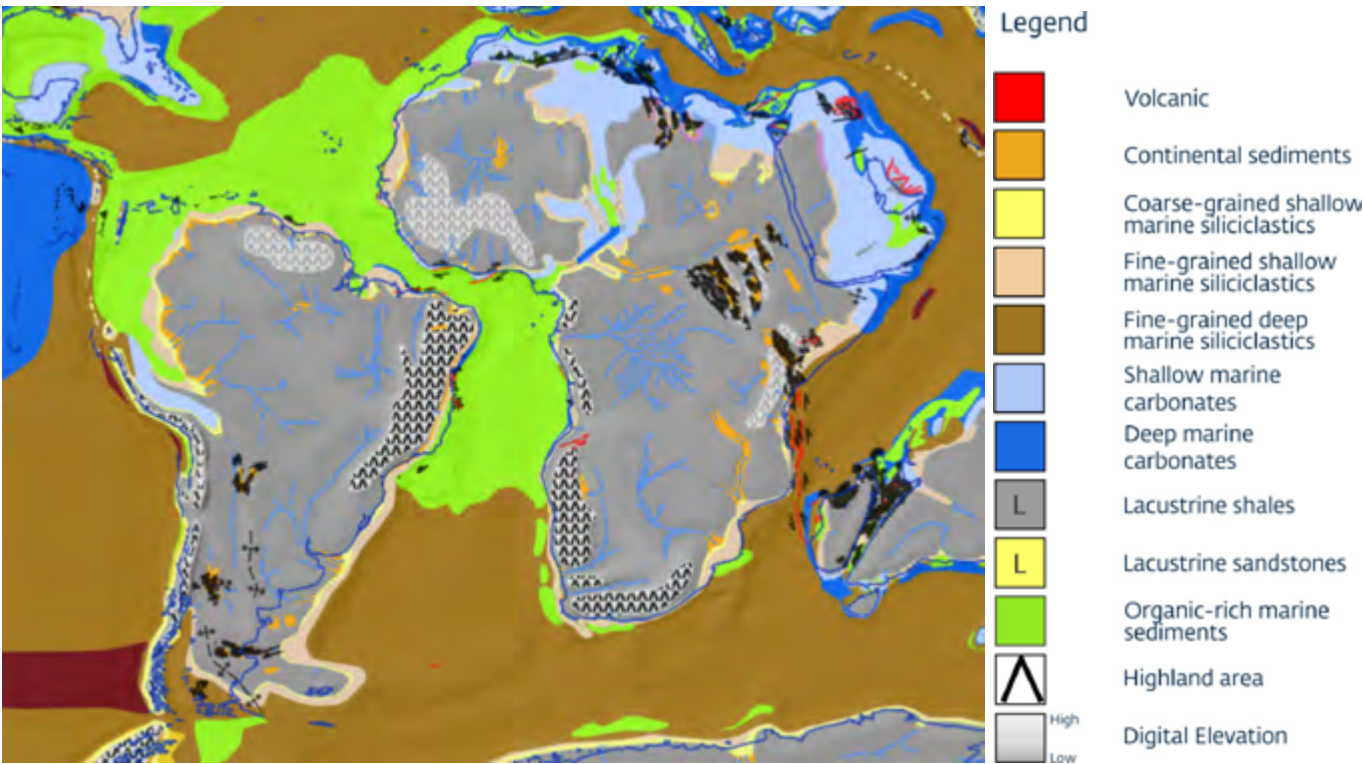 Legend
Volcanic
Continental sediments
Coarse-grained shallow
marine siliciclastics
Fine-grained shallow
marine siliciclastics
Fine-grained deep
marine siliciclastics
Shallow marine
carbonates
Deep marine
carbonates
L
Lacustrine shales
L
Lacustrine sandstones
Organic-rich marine
sediments
Highland area
High
Digital Elevation
Low